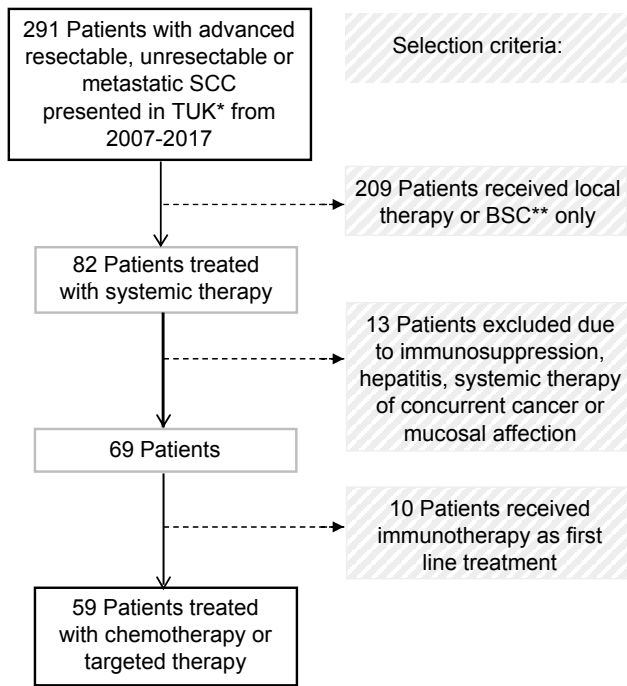 291 Patients with advanced
resectable, unresectable or
metastatic SCC
presented in TUK* from
2007-2017
Selection criteria:
209 Patients received local
therapy or BSC** only
82 Patients treated
with systemic therapy
13 Patients excluded due
to immunosuppression,
hepatitis, systemic therapy
of concurrent cancer or
mucosal affection
69 Patients
10 Patients received
immunotherapy as first
line treatment
59 Patients treated
with chemotherapy or
targeted therapy